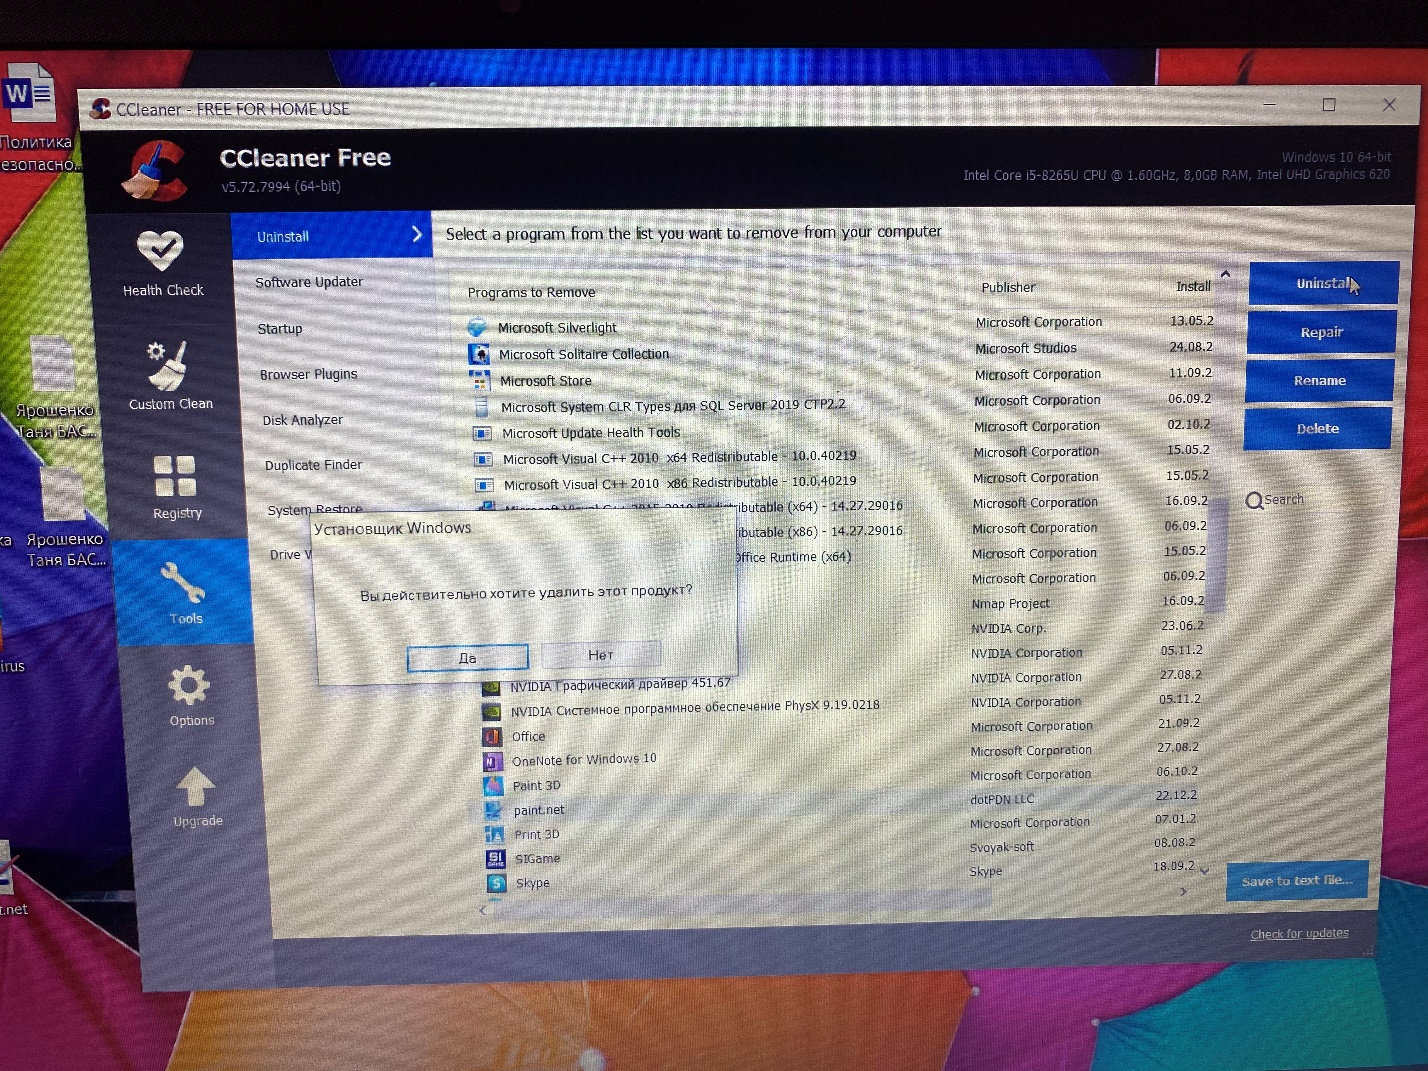 Политика
езопасно...
Ярошенко
Таня БАС...
ка
Ярошенко
Таня БАС...
irus
t.net
CCleaner - FREE FOR HOME USE
CCleaner Free
v5.72.7994 (64-bit)
Windows 10 64-bit
Intel Core i5-8265U CPU @ 1.60GHz, 8,0GB RAM, Intel UHD Graphics 620
Health Check
Custom Clean
Registry
Tools
Options
Upgrade
Uninstall
Software Updater
Startup
Browser Plugins
Disk Analyzer
Duplicate Finder
System Restore
Drive W
Select a program from the list you want to remove from your computer
Programs to Remove Publisher Install
Microsoft Silverlight Microsoft Corporation 13.05.2
Microsoft Solitaire Collection Microsoft Studios 24.08.2
Microsoft Store Microsoft Corporation 11.09.2
Microsoft System CLR Types для SQL Server 2019 CTP2.2 Microsoft Corporation 06.09.2
Microsoft Update Health Tools Microsoft Corporation 02.10.2
Microsoft Visual C++ 2010 x64 Redistributable - 10.0.40219 Microsoft Corporation 15.05.2
Microsoft Visual C++ 2010 x86 Redistributable - 10.0.40219 Microsoft Corporation 15.05.2
Microsoft Visual C++ 2015-2019 Redistributable (x64) - 14.27.29016 Microsoft Corporation 16.09.2
ibutable (x86) - 14.27.29016 Microsoft Corporation 06.09.2
Office Runtime (x64) Microsoft Corporation 15.05.2
Microsoft Corporation 06.09.2
Nmap Project 16.09.2
NVIDIA Corp. 23.06.2
NVIDIA Corporation 05.11.2
NVIDIA Corporation 27.08.2
NVIDIA Графический драйвер 451.67 NVIDIA Corporation 05.11.2
NVIDIA Системное программное обеспечение PhysX 9.19.0218 Microsoft Corporation 21.09.2
Office Microsoft Corporation 27.08.2
OneNote for Windows 10 Microsoft Corporation 06.10.2
Paint 3D dotPDN LLC 22.12.2
paint.net Microsoft Corporation 07.01.2
Print 3D Svoyak-soft 08.08.2
SIGame Skype 18.09.2
Skype
Установщик Windows
Вы действительно хотите удалить этот продукт?
Да
Нет
Uninstall
Repair
Rename
Delete
Search
Save to text file...
Check for updates